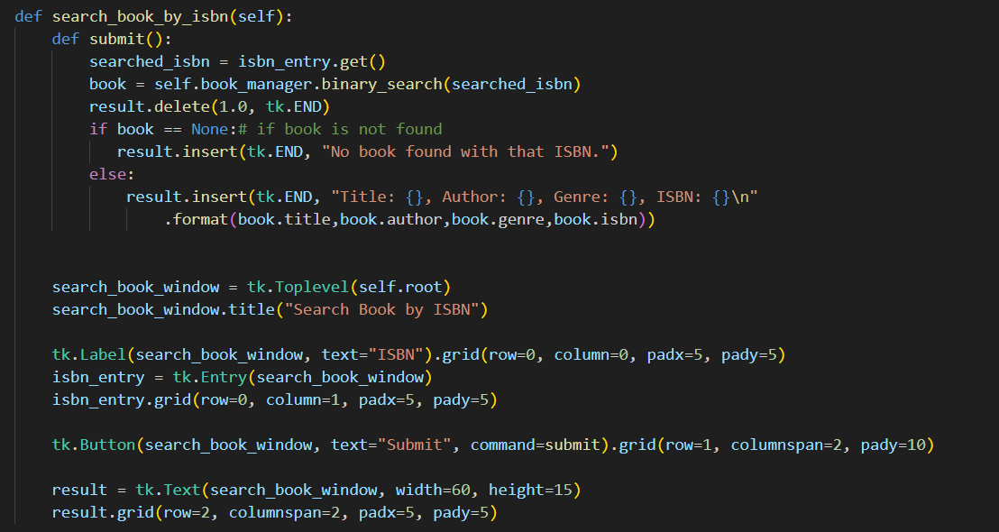 def search_book_by_isbn(self):
    def submit():
        searched_isbn = isbn_entry.get()
        book = self.book_manager.binary_search(searched_isbn)
        result.delete(1.0, tk.END)
        if book == None:# if book is not found
           result.insert(tk.END, "No book found with that ISBN.")
        else:
            result.insert(tk.END, "Title: {}, Author: {}, Genre: {}, ISBN: {}\n"
                .format(book.title,book.author,book.genre,book.isbn))
    search_book_window = tk.Toplevel(self.root)
    search_book_window.title("Search Book by ISBN")
    tk.Label(search_book_window, text="ISBN").grid(row=0, column=0, padx=5, pady=5)
    isbn_entry = tk.Entry(search_book_window)
    isbn_entry.grid(row=0, column=1, padx=5, pady=5)
    tk.Button(search_book_window, text="Submit", command=submit).grid(row=1, columnspan=2, pady=10)
    result = tk.Text(search_book_window, width=60, height=15)
    result.grid(row=2, columnspan=2, padx=5, pady=5)